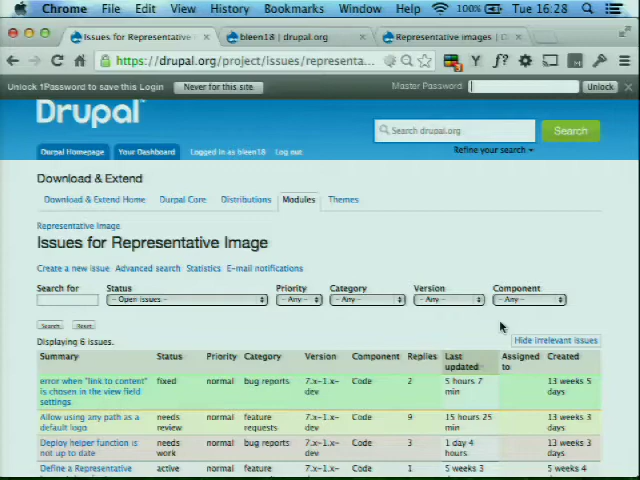 Chrome File Edit View History Bookmarks Window Help 100% Tue 16:28
Issues for Representative bleen18 | drupal.org Representative images | D
https://drupal.org/project/issues/representa...
Unlock 1Password to save this Login Never for this site Master Password: Unlock
Drupal™
Search drupal.org Search
Refine your search
Drupal Homepage Your Dashboard Logged in as bleen18 Log out
Download & Extend
Download & Extend Home Drupal Core Distributions Modules Themes
Representative Image
Issues for Representative Image
Create a new issue Advanced search Statistics E-mail notifications
Search for Status Priority Category Version Component
- Open issues - - Any - - Any - - Any - - Any -
Search Reset
Hide irrelevant issues
Displaying 6 issues.
Summary Status Priority Category Version Component Replies Last updated Assigned to Created
error when "link to content" is chosen in the view field settings fixed normal bug reports 7.x-1.x-dev Code 2 5 hours 7 min 13 weeks 5 days
Allow using any path as a default logo needs review normal feature requests 7.x-1.x-dev Code 9 15 hours 25 min 13 weeks 3 days
Deploy helper function is not up to date needs work normal bug reports 7.x-1.x-dev Code 3 1 day 4 hours 13 weeks 3 days
Define a Representative active normal feature 7.x-1.x- Code 1 5 weeks 3 5 weeks 4